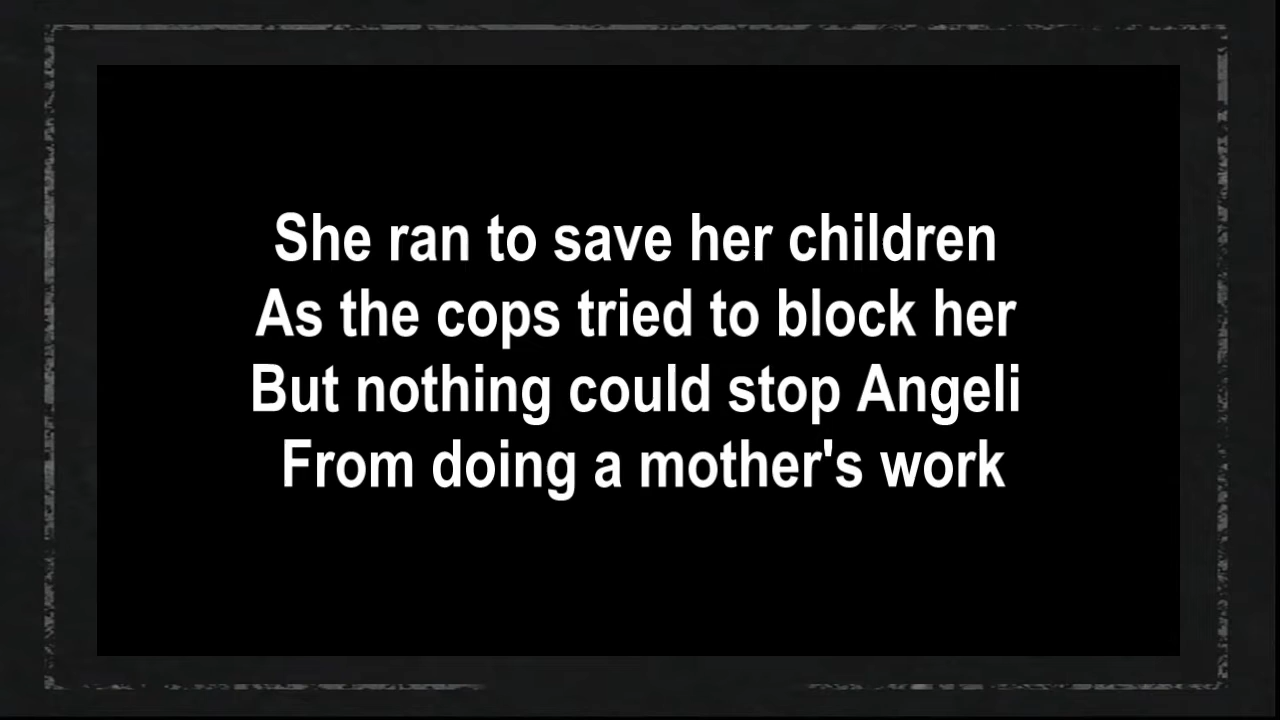 She ran to save her children
As the cops tried to block her
But nothing could stop Angeli
From doing a mother's work